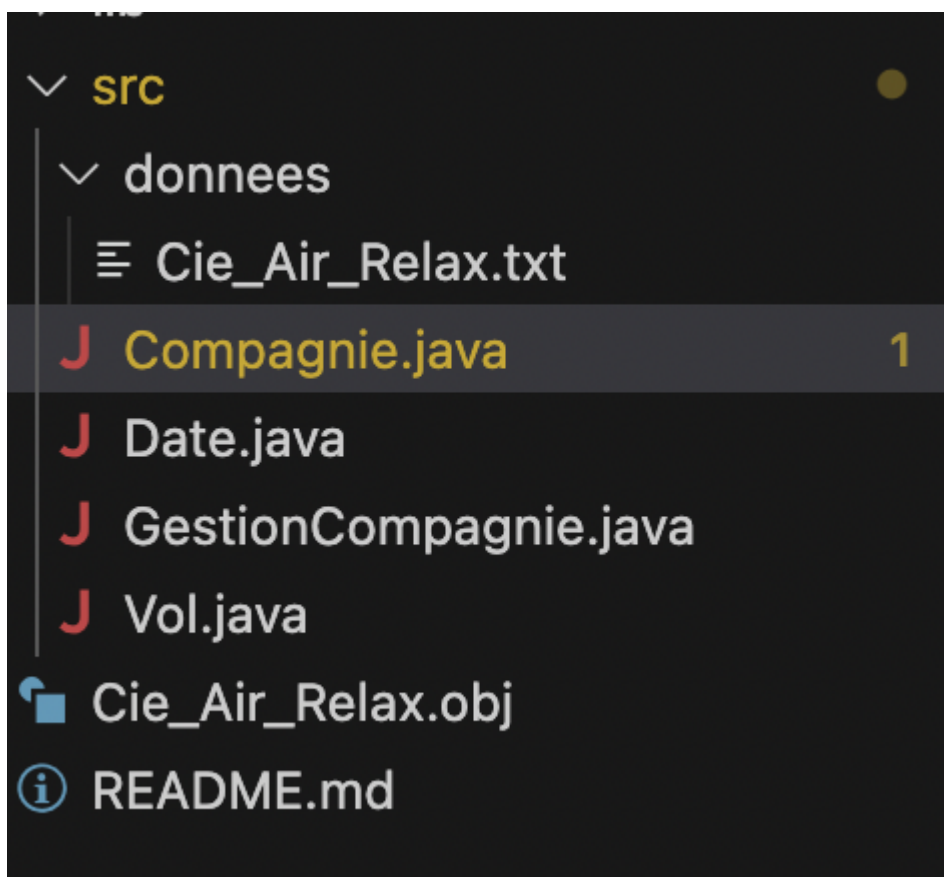 src
donnees
Cie_Air_Relax.txt
J Compagnie.java 1
J Date.java
J GestionCompagnie.java
J Vol.java
Cie_Air_Relax.obj
README.md